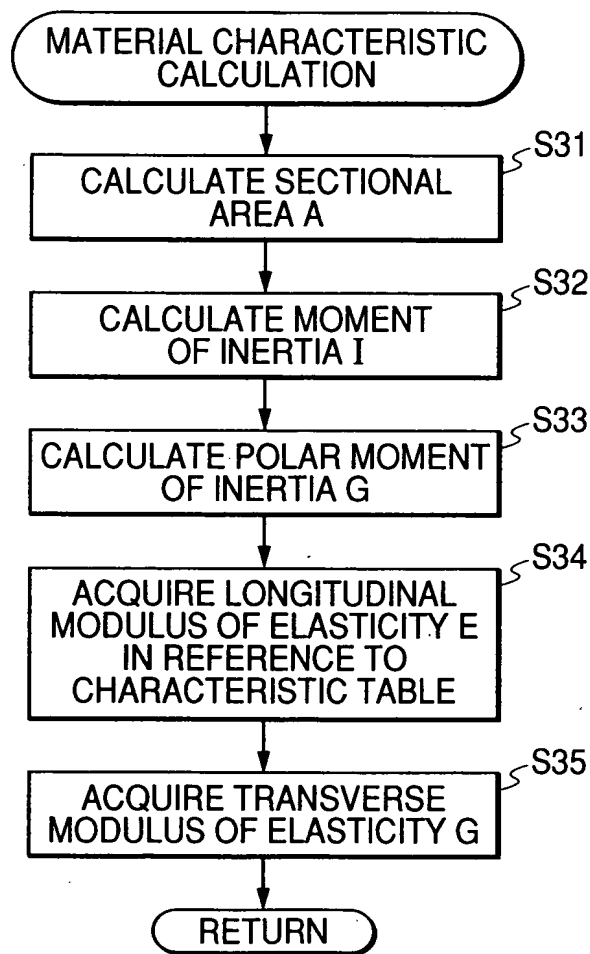 MATERIAL CHARACTERISTIC
CALCULATION
S31
CALCULATE SECTIONAL
AREA A
S32
CALCULATE MOMENT
OF INERTIA I
S33
CALCULATE POLAR MOMENT
OF INERTIA G
S34
ACQUIRE LONGITUDINAL
MODULUS OF ELASTICITY E
IN REFERENCE TO
CHARACTERISTIC TABLE
S35
ACQUIRE TRANSVERSE
MODULUS OF ELASTICITY G
RETURN